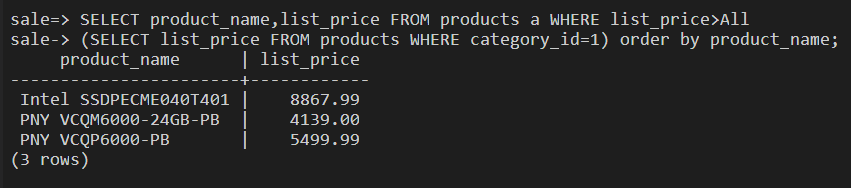 sale=> SELECT product_name,list_price FROM products a WHERE list_price>All
sale-> (SELECT list_price FROM products WHERE category_id=1) order by product_name;
     product_name      | list_price
-----------------------+------------
 Intel SSDPECME040T401 |    8867.99
 PNY VCQM6000-24GB-PB  |    4139.00
 PNY VCQP6000-PB       |    5499.99
(3 rows)